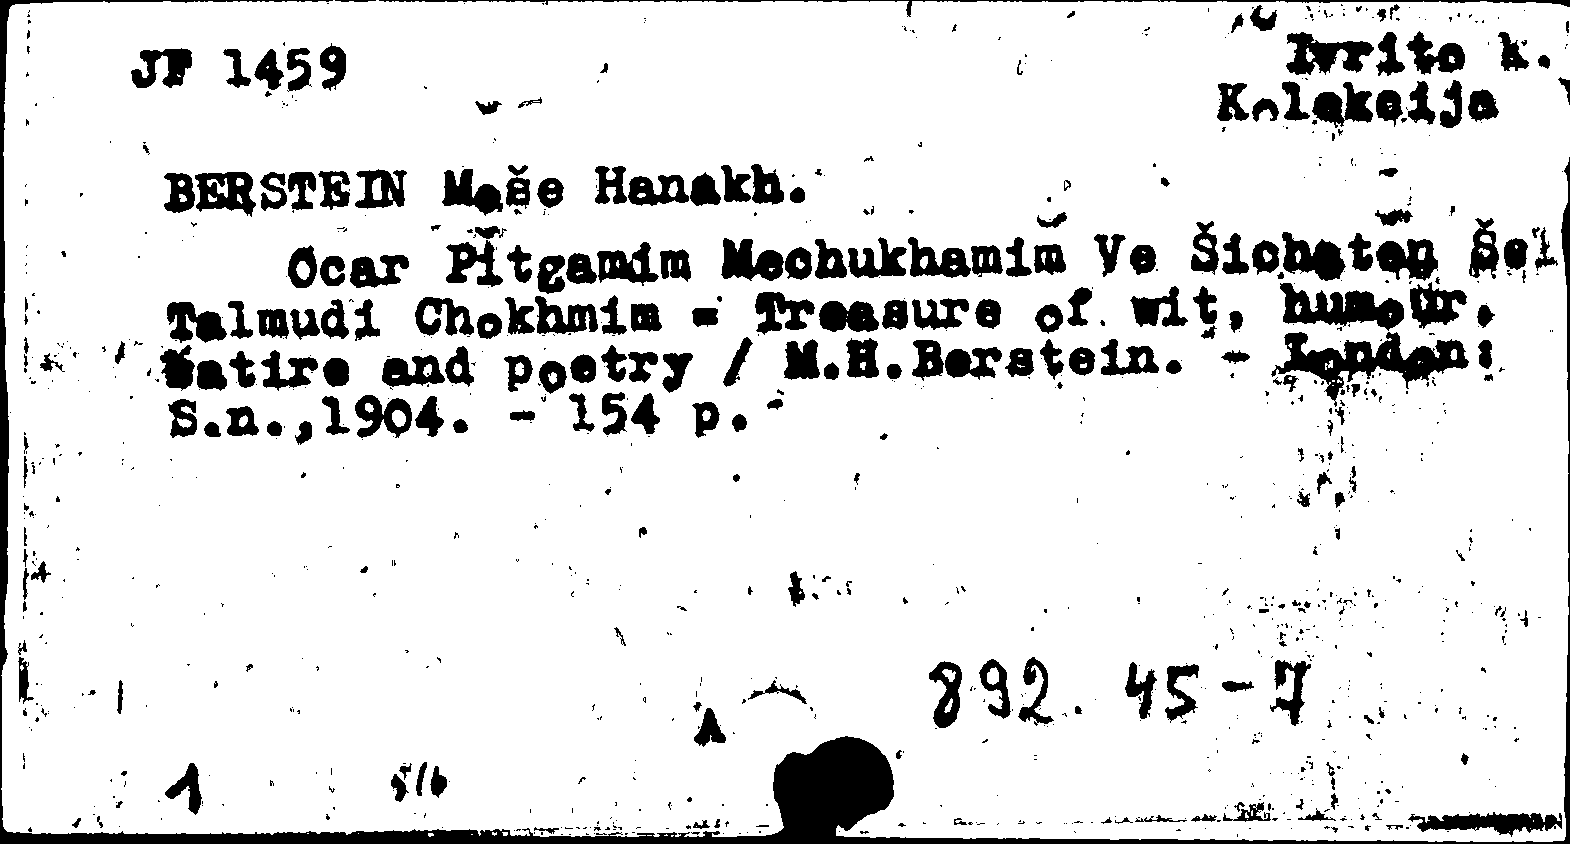 JF 1459
Ivrito k.
Kolekcija
BERSTEIN Moše Hanakh.
Ocar Pitgamim Mechukhamim Ve Šichoten Šel
Talmudi Chokhmim = Treasure of wit, humour,
satire and poetry / M.H.Berstein. - London:
S.n.,1904. - 154 p.
892.45-7
A
1